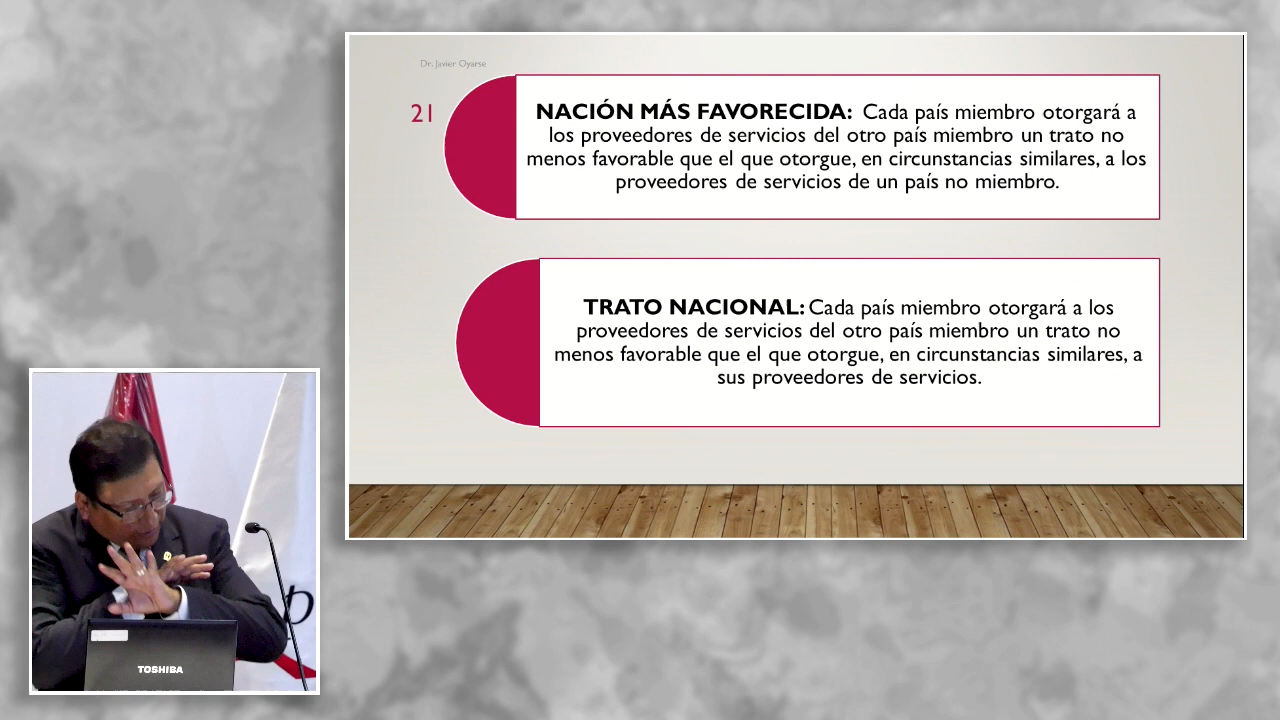 Dr. Javier Oyarse
21
NACIÓN MÁS FAVORECIDA: Cada país miembro otorgará a
los proveedores de servicios del otro país miembro un trato no
menos favorable que el que otorgue, en circunstancias similares, a los
proveedores de servicios de un país no miembro.
TRATO NACIONAL: Cada país miembro otorgará a los
proveedores de servicios del otro país miembro un trato no
menos favorable que el que otorgue, en circunstancias similares, a
sus proveedores de servicios.
TOSHIBA
p